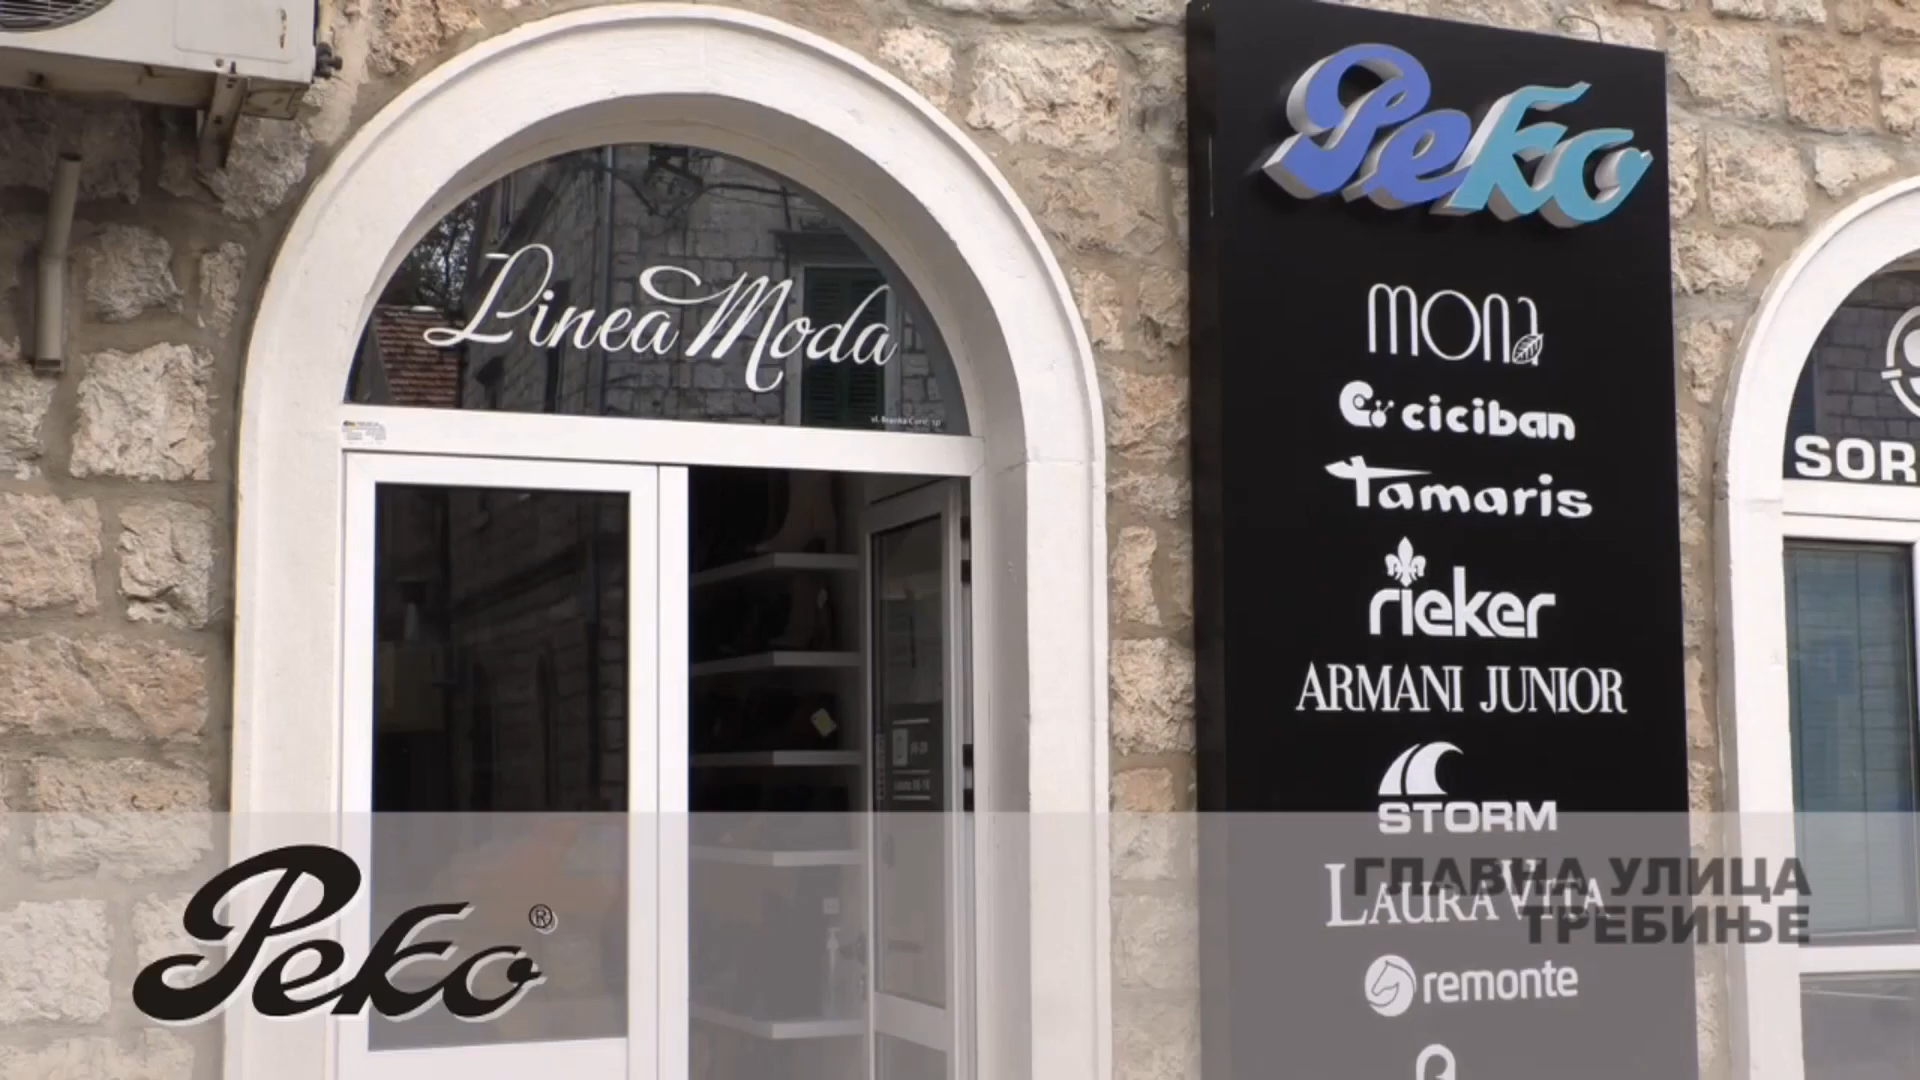 Linea Moda
Peko
mona
ciciban
Tamaris
rieker
ARMANI JUNIOR
STORM
LAURA VITA
remonte
SOR
Peko ®
ГЛАВНА УЛИЦА
ТРЕБИЊЕ